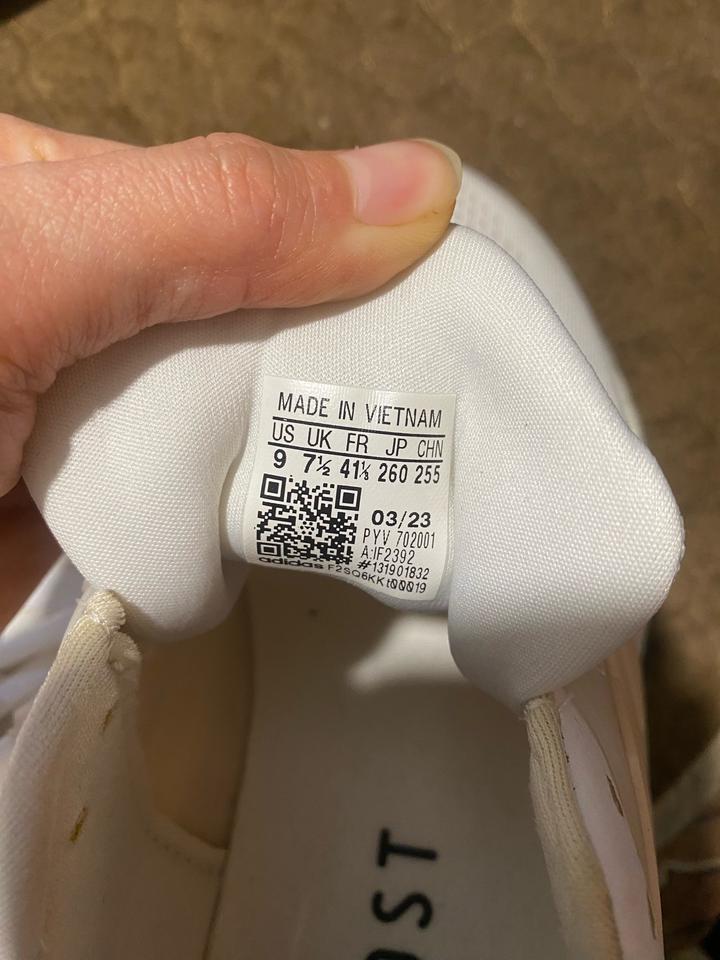 MADE IN VIETNAM
US UK FR JP CHN
9 7½ 41⅓ 260 255
03/23
PYV 702001
A:IF2392
#131901832
adidas F2SQ6KKt00019
OST